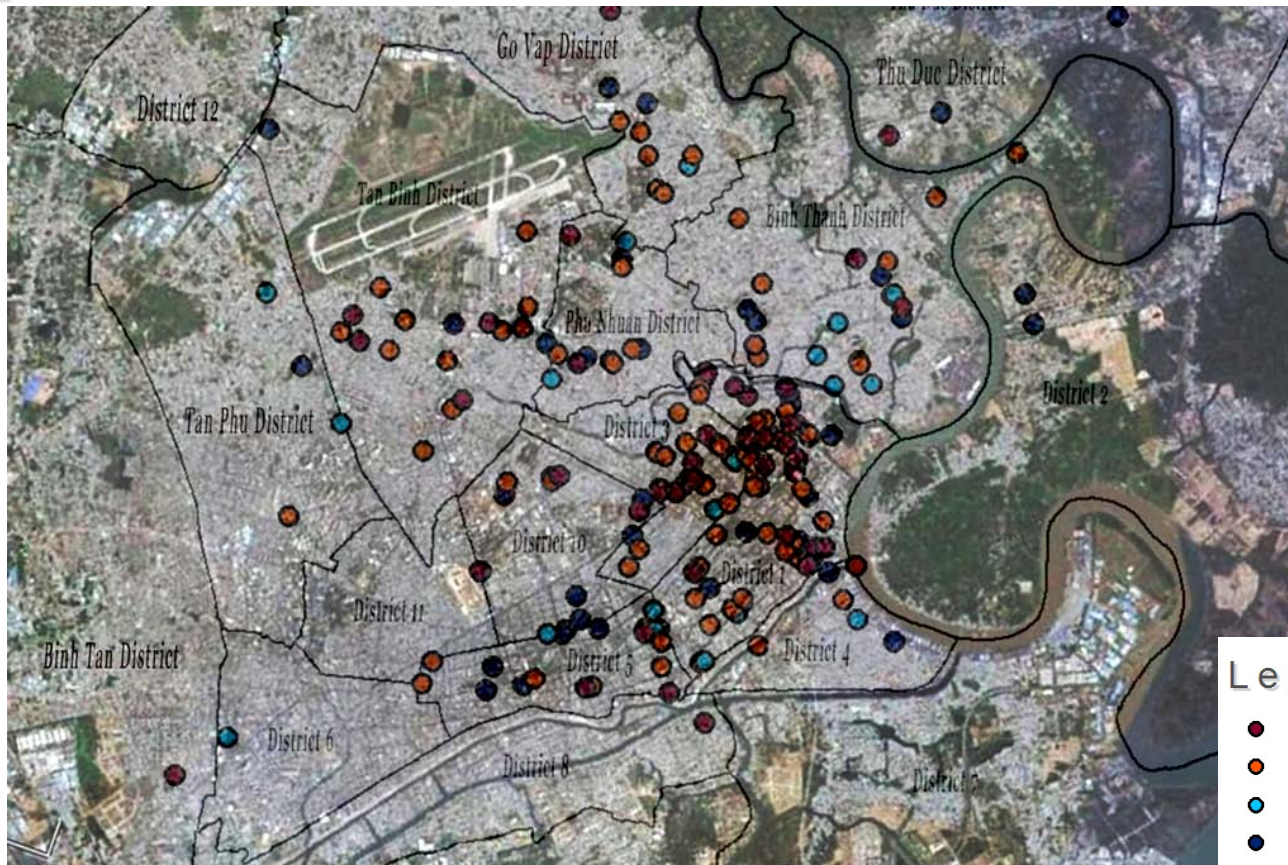 Go Vap District
Thu Duc District
District 12
Tan Binh District
Binh Thanh District
Phu Nhuan District
District 2
Tan Phu District
District 3
District 10
District 1
District 11
Binh Tan District
District 5
District 4
Le
District 6
District 8
District 7